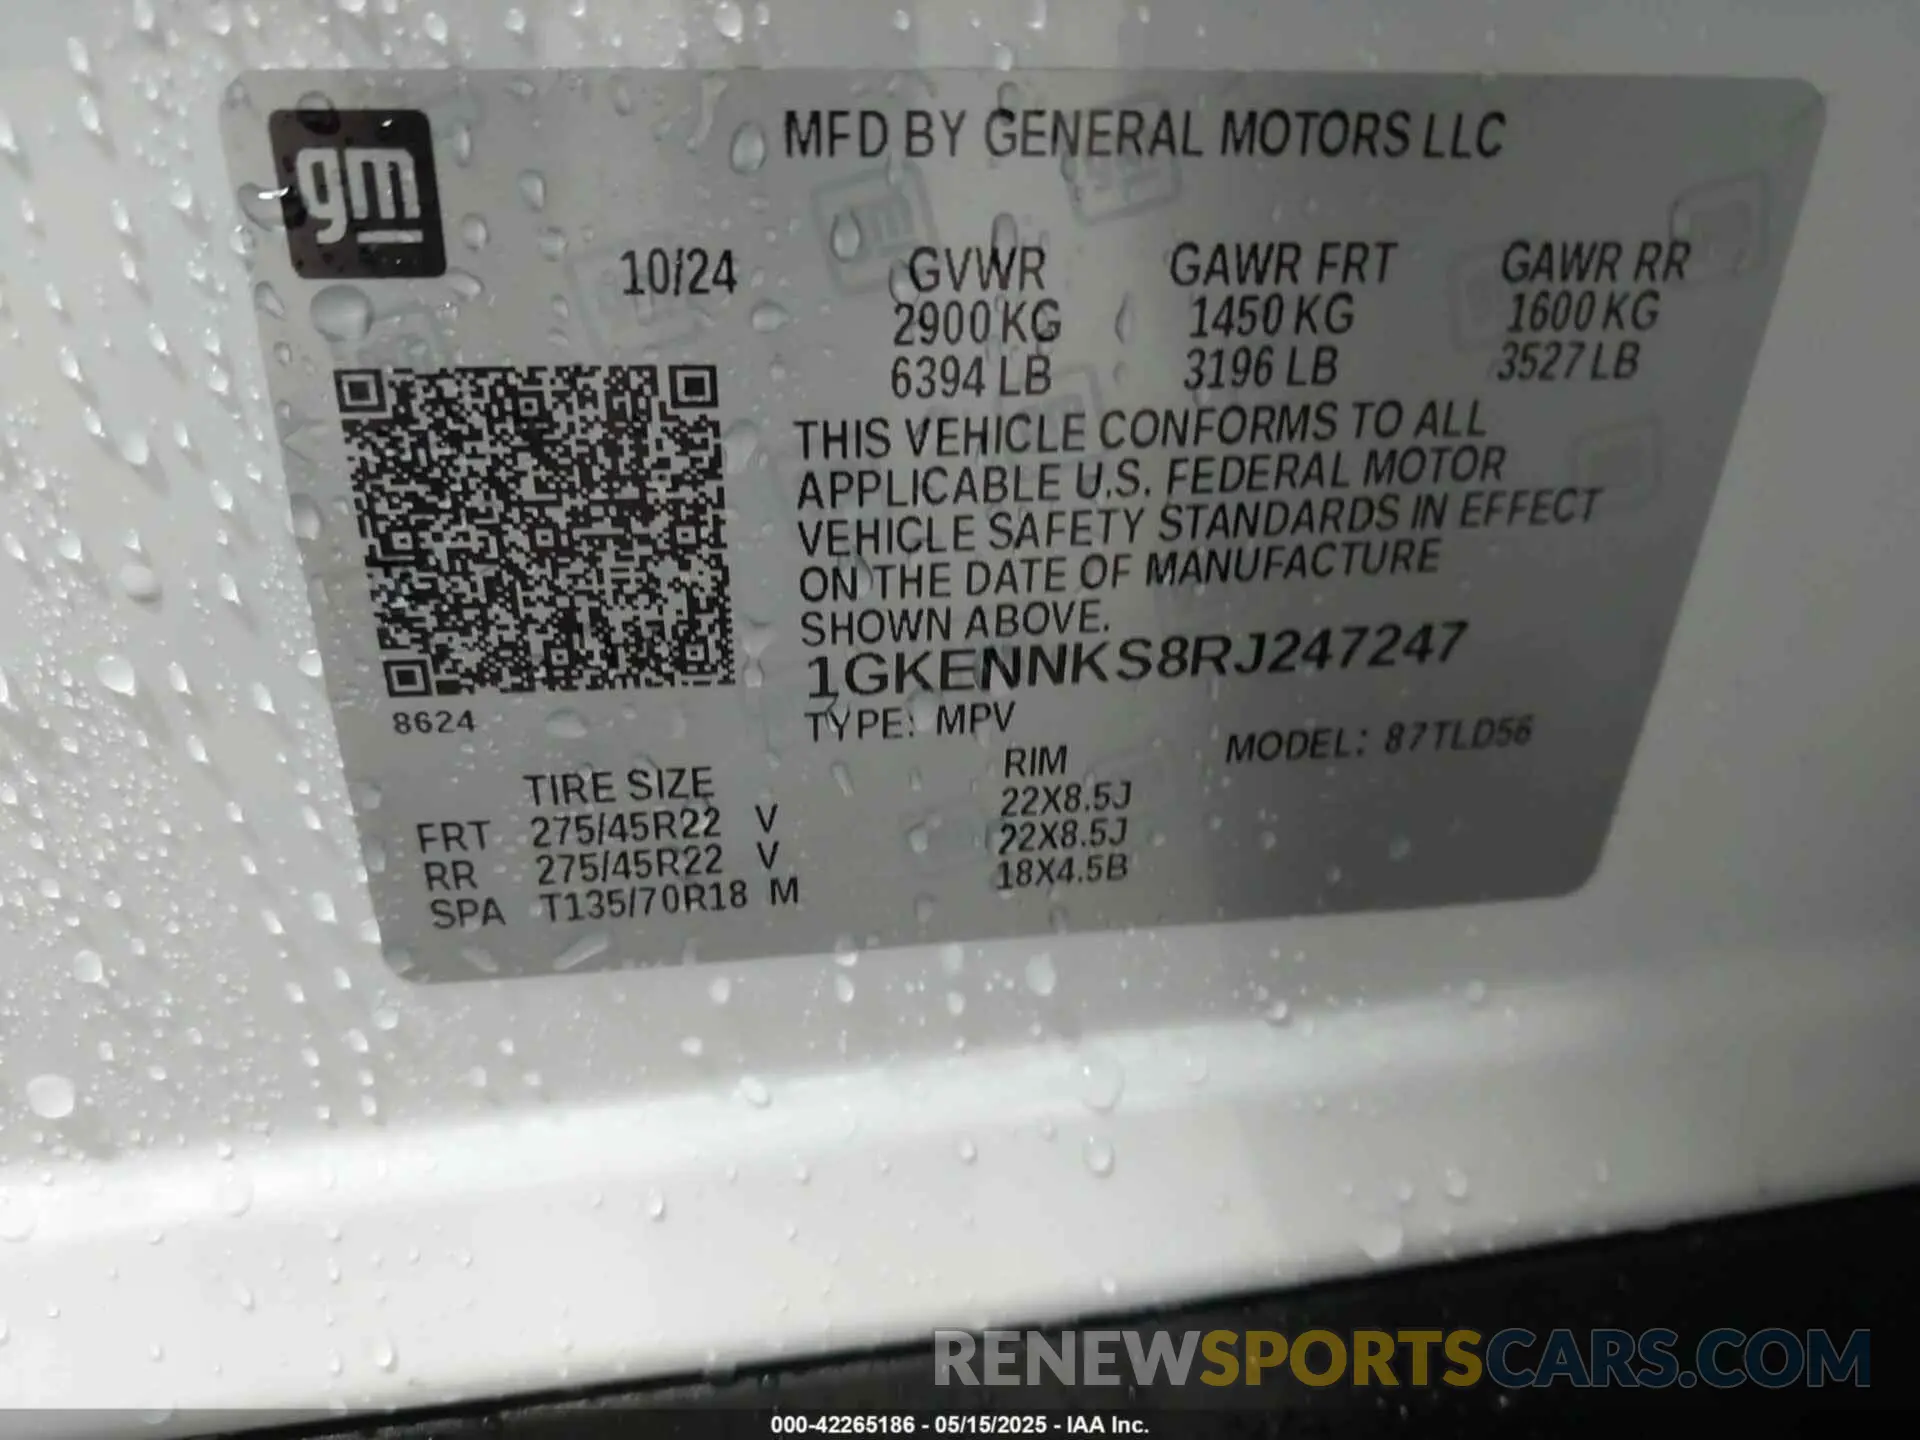 gm
MFD BY GENERAL MOTORS LLC
10/24 GVWR GAWR FRT GAWR RR
2900 KG 1450 KG 1600 KG
6394 LB 3196 LB 3527 LB
THIS VEHICLE CONFORMS TO ALL
APPLICABLE U.S. FEDERAL MOTOR
VEHICLE SAFETY STANDARDS IN EFFECT
ON THE DATE OF MANUFACTURE
SHOWN ABOVE.
1GKENNKS8RJ247247
8624
TYPE: MPV MODEL: 87TLD56
TIRE SIZE RIM
FRT 275/45R22 V 22X8.5J
RR 275/45R22 V 22X8.5J
SPA T135/70R18 M 18X4.5B
RENEWSPORTSCARS.COM
000-42265186 - 05/15/2025 - IAA Inc.